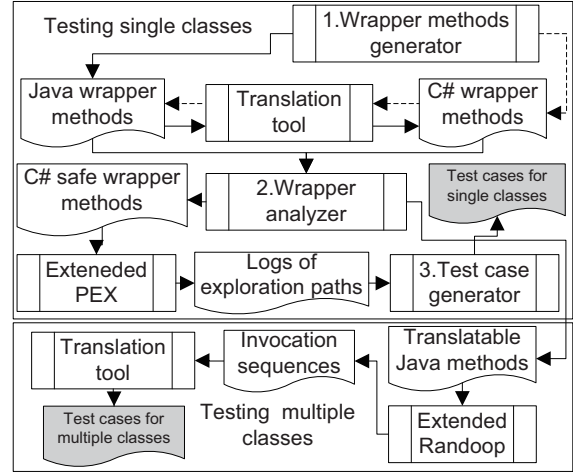 Testing single classes
1.Wrapper methods
generator
Java wrapper
methods
Translation
tool
C# wrapper
methods
C# safe wrapper
methods
2.Wrapper
analyzer
Test cases for
single classes
Exteneded
PEX
Logs of
exploration paths
3.Test case
generator
Translation
tool
Invocation
sequences
Translatable
Java methods
Test cases for
multiple classes
Testing multiple
classes
Extended
Randoop